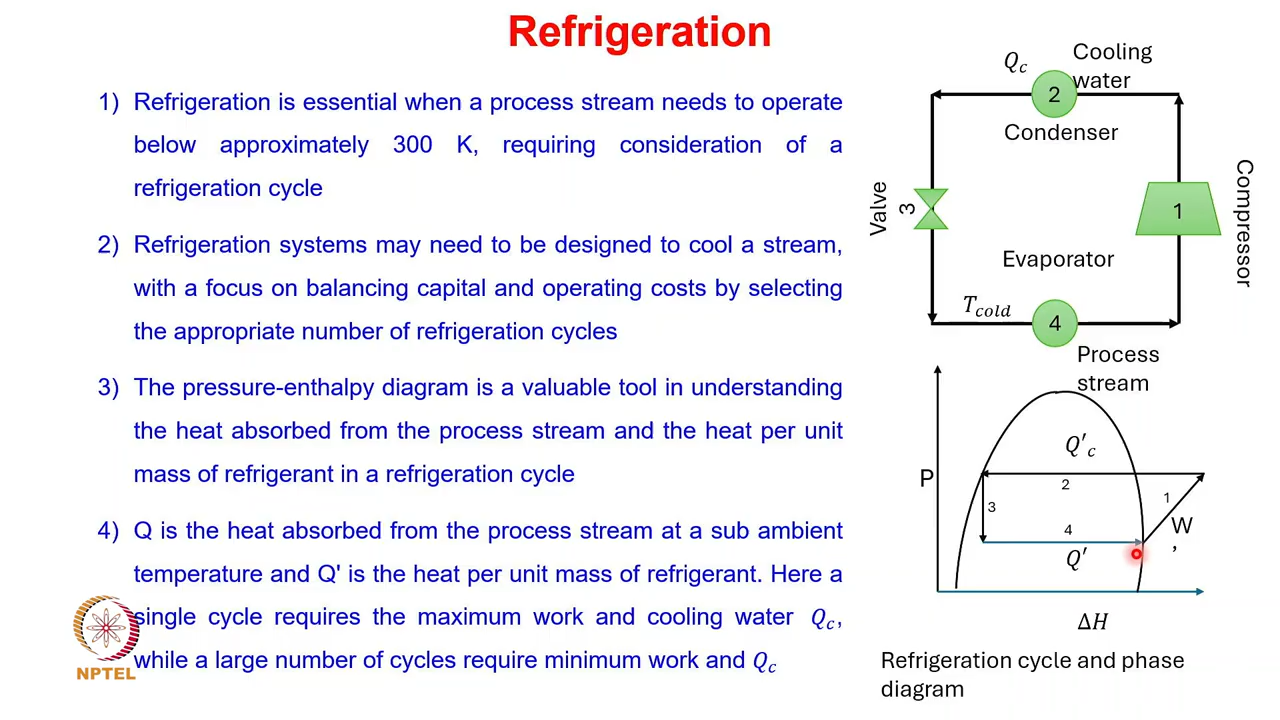 Refrigeration
1) Refrigeration is essential when a process stream needs to operate
below approximately 300 K, requiring consideration of a
refrigeration cycle
2) Refrigeration systems may need to be designed to cool a stream,
with a focus on balancing capital and operating costs by selecting
the appropriate number of refrigeration cycles
3) The pressure-enthalpy diagram is a valuable tool in understanding
the heat absorbed from the process stream and the heat per unit
mass of refrigerant in a refrigeration cycle
4) Q is the heat absorbed from the process stream at a sub ambient
temperature and Q' is the heat per unit mass of refrigerant. Here a
single cycle requires the maximum work and cooling water Q_c,
while a large number of cycles require minimum work and Q_c
NPTEL
Q_c
Cooling
water
2
Condenser
Valve
3
1
Compressor
Evaporator
T_cold
4
Process
stream
P
Q'_c
2
3
1
W
,
4
Q'
ΔH
Refrigeration cycle and phase
diagram